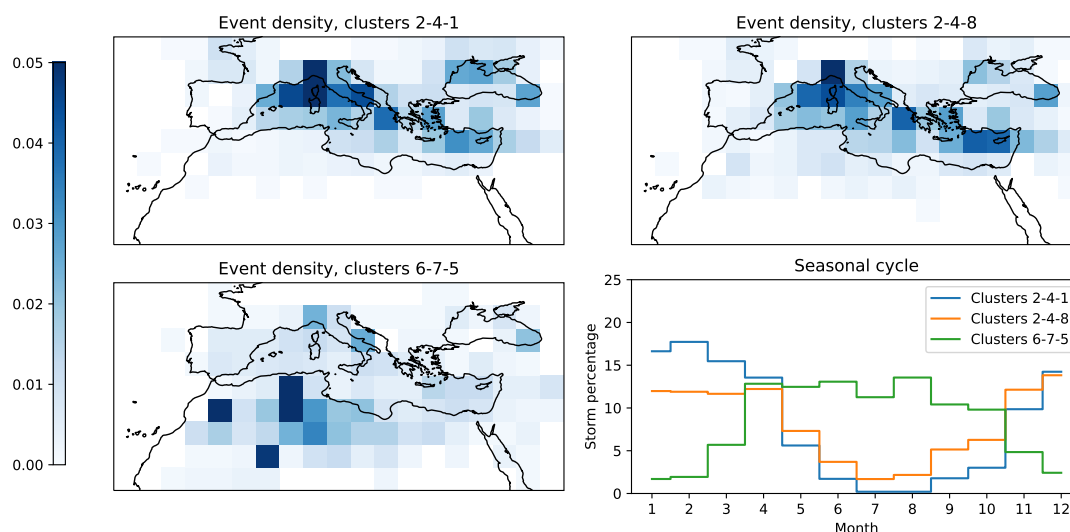 Event density, clusters 2-4-1
Event density, clusters 2-4-8
0.05
0.04
0.03
0.02
0.01
0.00
Event density, clusters 6-7-5
Seasonal cycle
25
20
15
10
5
0
Storm percentage
Clusters 2-4-1
Clusters 2-4-8
Clusters 6-7-5
1 2 3 4 5 6 7 8 9 10 11 12
Month